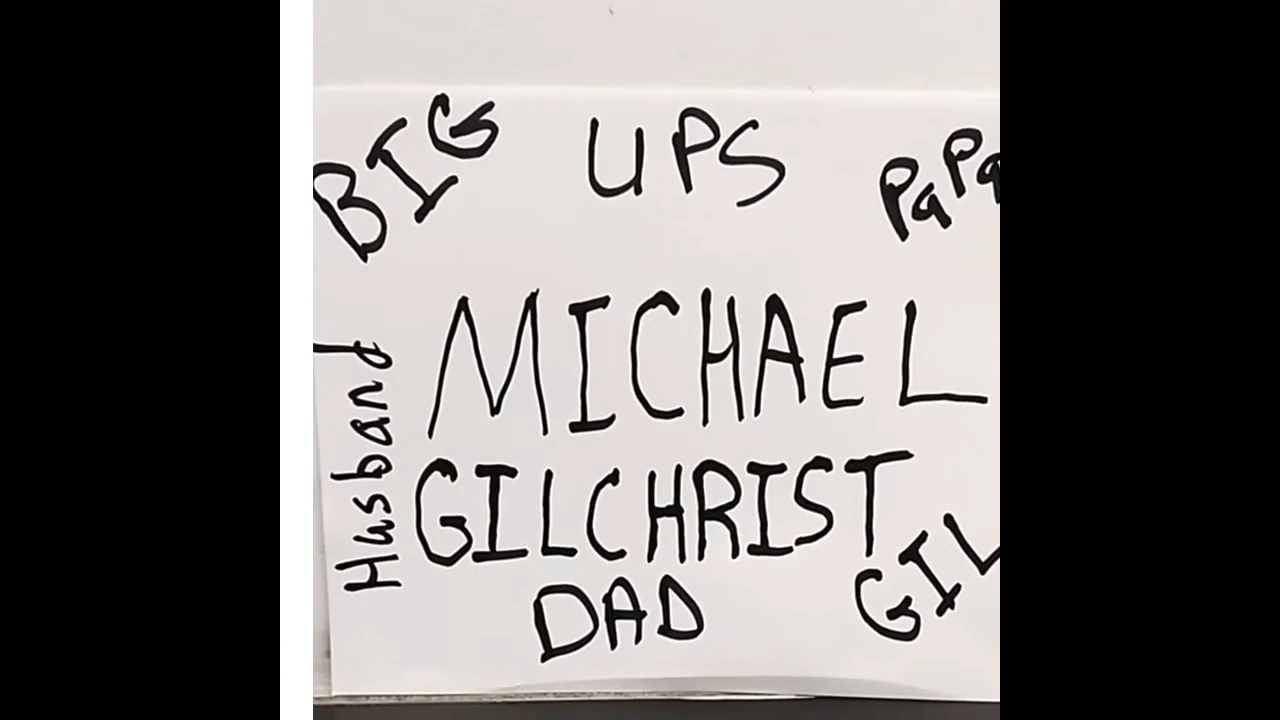 BIG UPS PaPa
MICHAEL
Husband
GILCHRIST
GIL
DAD